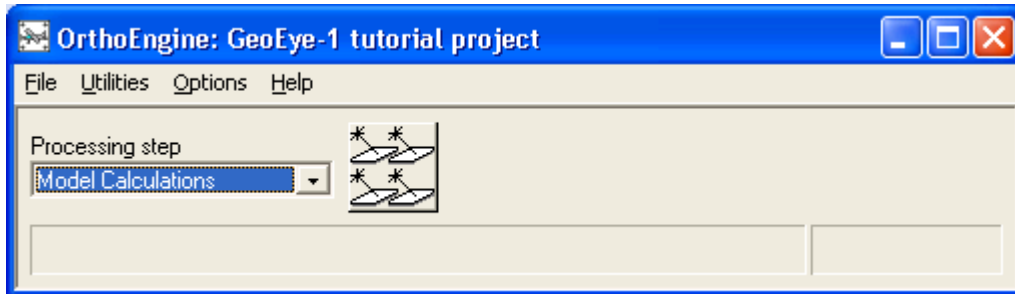 OrthoEngine: GeoEye-1 tutorial project
File Utilities Options Help
Processing step
Model Calculations